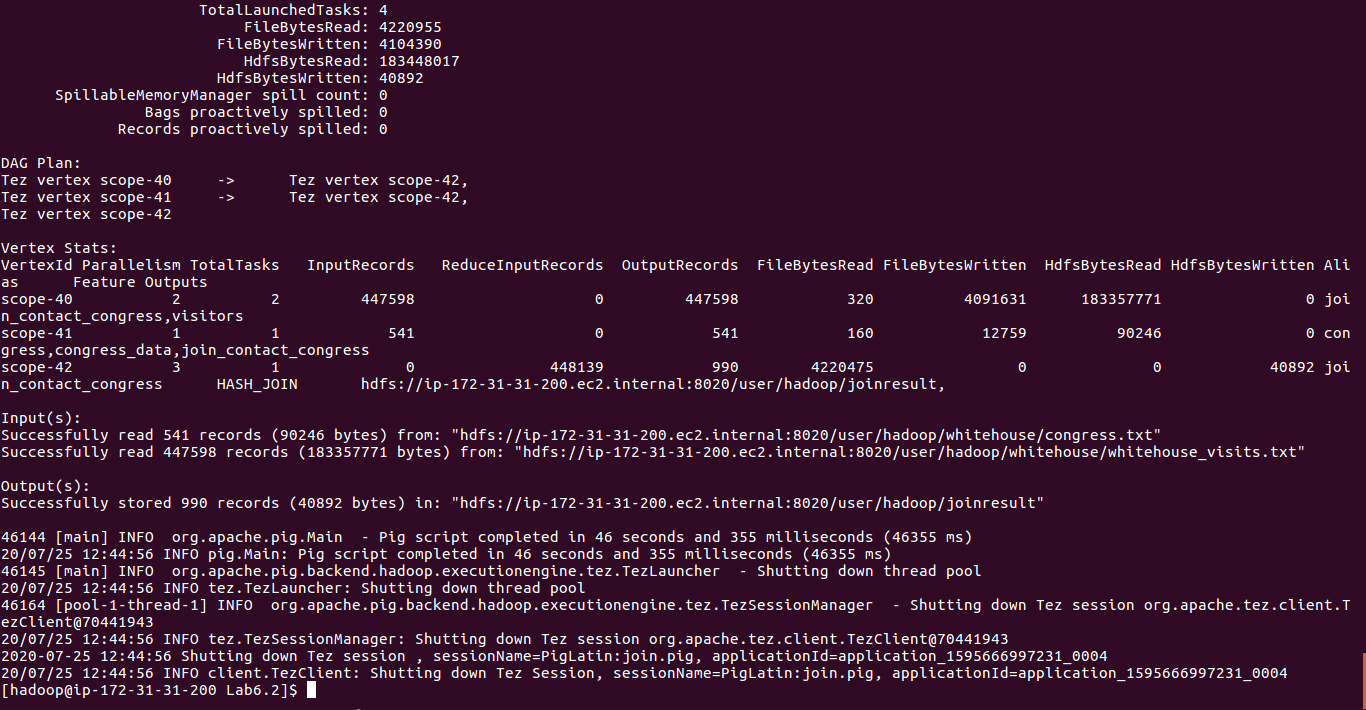 TotalLaunchedTasks: 4
FileBytesRead: 4220955
FileBytesWritten: 4104390
HdfsBytesRead: 183448017
HdfsBytesWritten: 40892
SpillableMemoryManager spill count: 0
Bags proactively spilled: 0
Records proactively spilled: 0
DAG Plan:
Tez vertex scope-40     ->      Tez vertex scope-42,
Tez vertex scope-41     ->      Tez vertex scope-42,
Tez vertex scope-42
Vertex Stats:
VertexId Parallelism TotalTasks   InputRecords   ReduceInputRecords  OutputRecords  FileBytesRead FileBytesWritten  HdfsBytesRead HdfsBytesWritten Ali
as      Feature Outputs
scope-40           2          2         447598                    0         447598            320          4091631      183357771                0 joi
n_contact_congress,visitors
scope-41           1          1            541                    0            541            160            12759          90246                0 con
gress,congress_data,join_contact_congress
scope-42           3          1              0               448139            990        4220475                0              0            40892 joi
n_contact_congress      HASH_JOIN       hdfs://ip-172-31-31-200.ec2.internal:8020/user/hadoop/joinresult,
Input(s):
Successfully read 541 records (90246 bytes) from: "hdfs://ip-172-31-31-200.ec2.internal:8020/user/hadoop/whitehouse/congress.txt"
Successfully read 447598 records (183357771 bytes) from: "hdfs://ip-172-31-31-200.ec2.internal:8020/user/hadoop/whitehouse/whitehouse_visits.txt"
Output(s):
Successfully stored 990 records (40892 bytes) in: "hdfs://ip-172-31-31-200.ec2.internal:8020/user/hadoop/joinresult"
46144 [main] INFO  org.apache.pig.Main  - Pig script completed in 46 seconds and 355 milliseconds (46355 ms)
20/07/25 12:44:56 INFO pig.Main: Pig script completed in 46 seconds and 355 milliseconds (46355 ms)
46145 [main] INFO  org.apache.pig.backend.hadoop.executionengine.tez.TezLauncher  - Shutting down thread pool
20/07/25 12:44:56 INFO tez.TezLauncher: Shutting down thread pool
46164 [pool-1-thread-1] INFO  org.apache.pig.backend.hadoop.executionengine.tez.TezSessionManager  - Shutting down Tez session org.apache.tez.client.T
ezClient@70441943
20/07/25 12:44:56 INFO tez.TezSessionManager: Shutting down Tez session org.apache.tez.client.TezClient@70441943
2020-07-25 12:44:56 Shutting down Tez session , sessionName=PigLatin:join.pig, applicationId=application_1595666997231_0004
20/07/25 12:44:56 INFO client.TezClient: Shutting down Tez Session, sessionName=PigLatin:join.pig, applicationId=application_1595666997231_0004
[hadoop@ip-172-31-31-200 Lab6.2]$